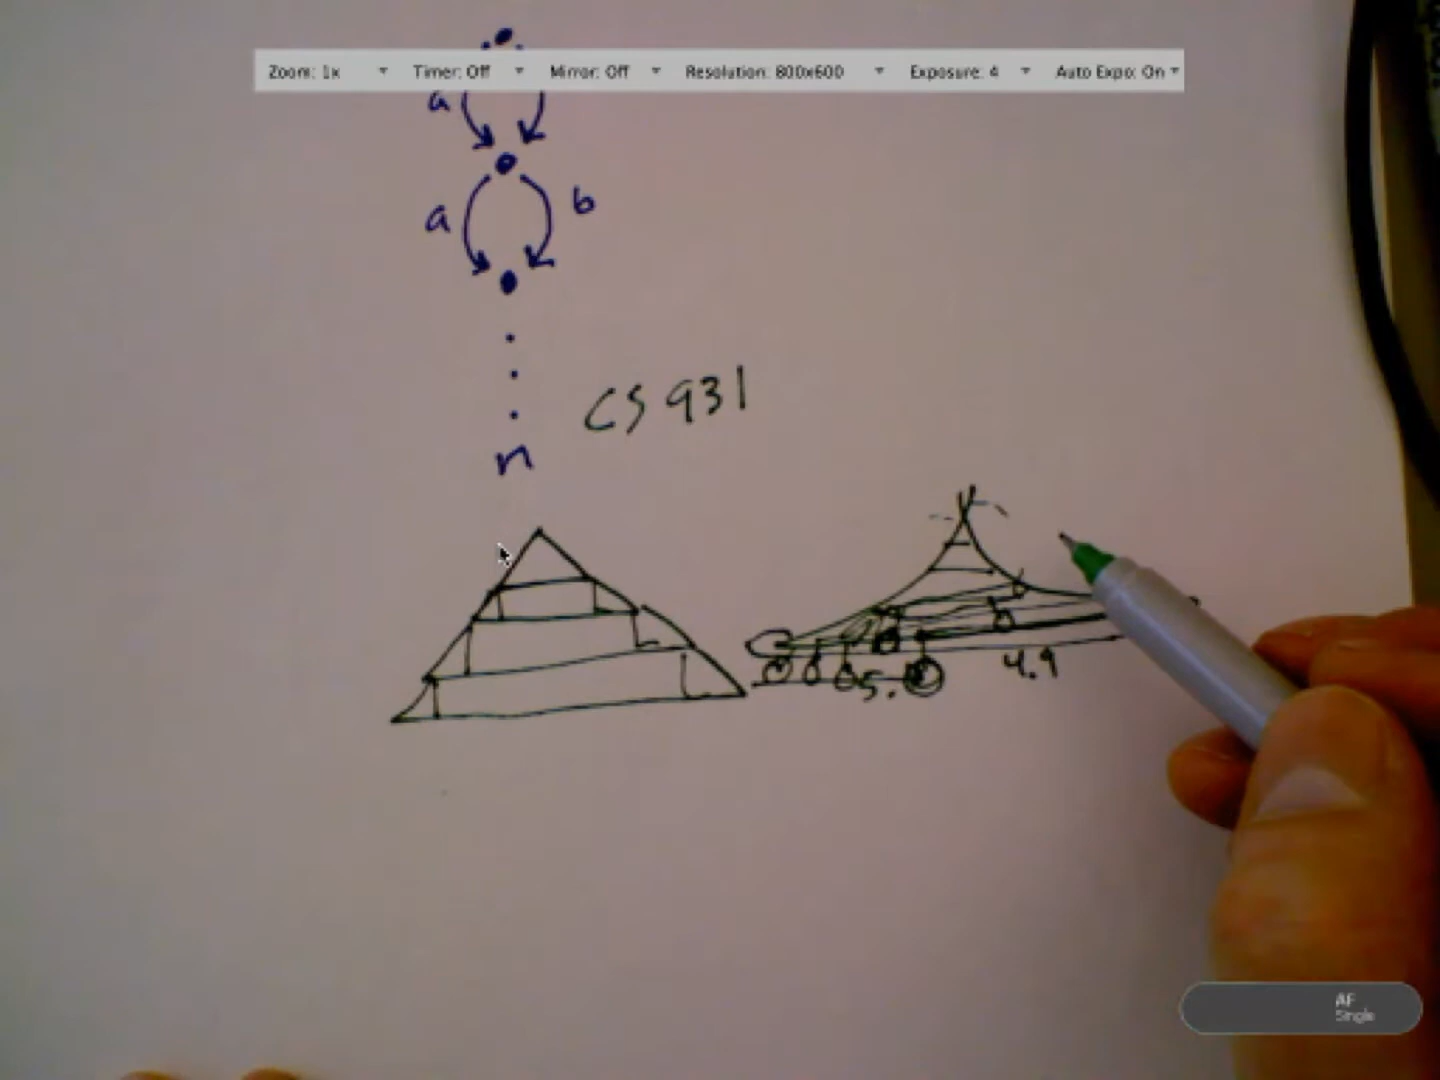 Zoom: 1x Timer: Off Mirror: Off Resolution: 800x600 Exposure: 4 Auto Expo: On
a
a b
n
CS 931
5. 4.9
AF
Single